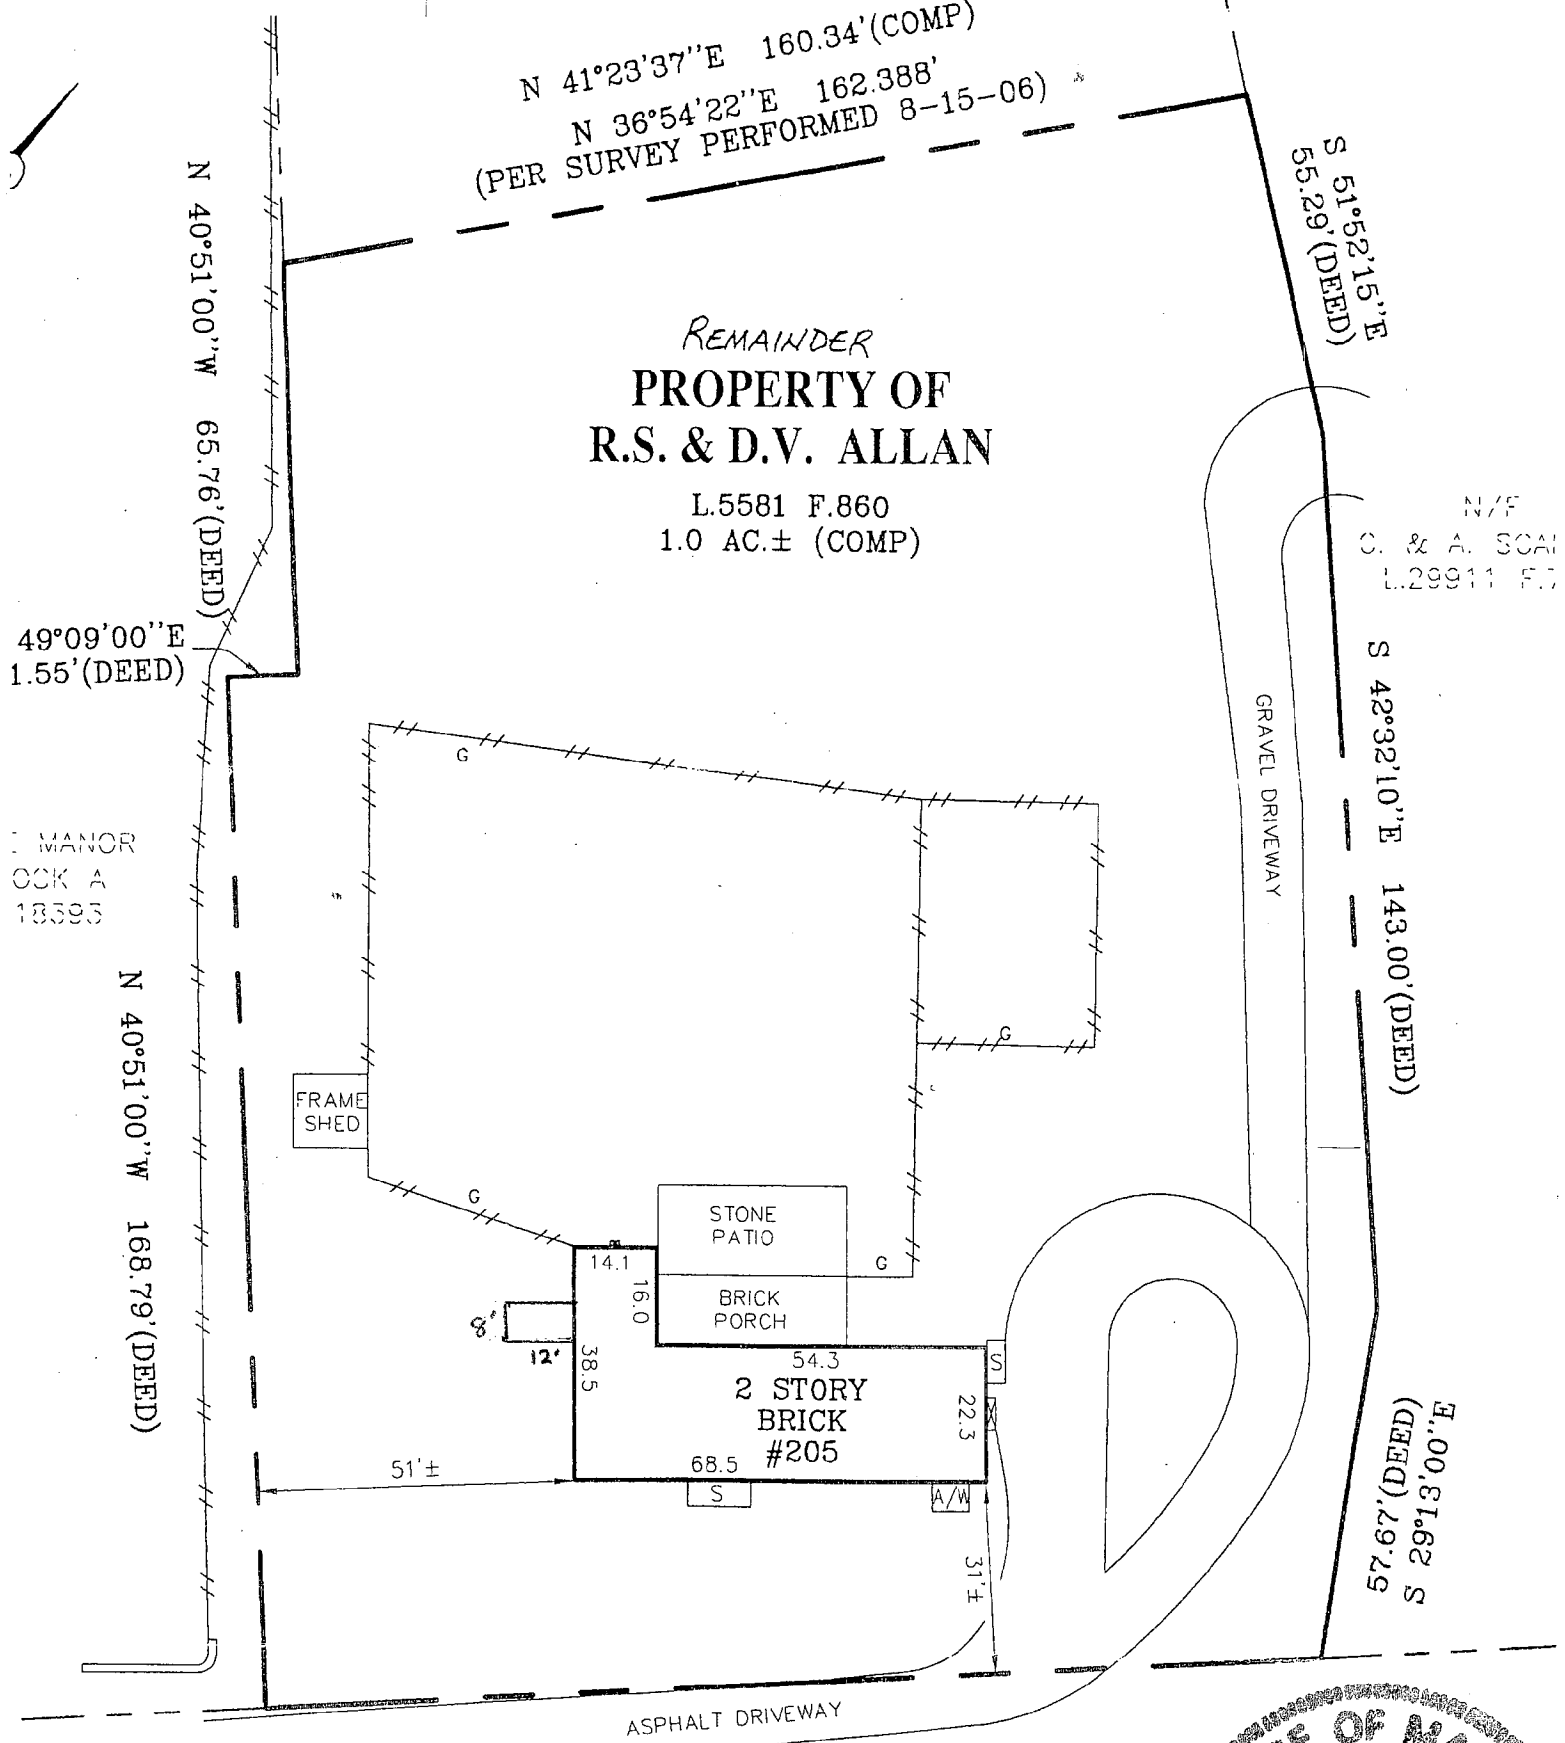 N 41°23'37''E 160.34'(COMP)
N 36°54'22''E 162.388'
(PER SURVEY PERFORMED 8-15-06)
S 51°52'15''E
55.29'(DEED)
N 40°51'00''W 65.76'(DEED)
REMAINDER
PROPERTY OF
R.S. & D.V. ALLAN
L.5581 F.860
1.0 AC.± (COMP)
N/F
& A.
L.29911
49°09'00''E
1.55'(DEED)
GRAVEL DRIVEWAY
S 42°32'10''E 143.00'(DEED)
G
MANOR
A
18393
G
N 40°51'00''W 168.79'(DEED)
FRAME
SHED
G
STONE
PATIO
G
14.1
16.0
BRICK
PORCH
8'
12'
38.5
54.3
S
2 STORY
BRICK
#205
22.3
51'±
68.5
S
A/W
31'±
S 29°13'00''E
57.97'(DEED)
ASPHALT DRIVEWAY
OF